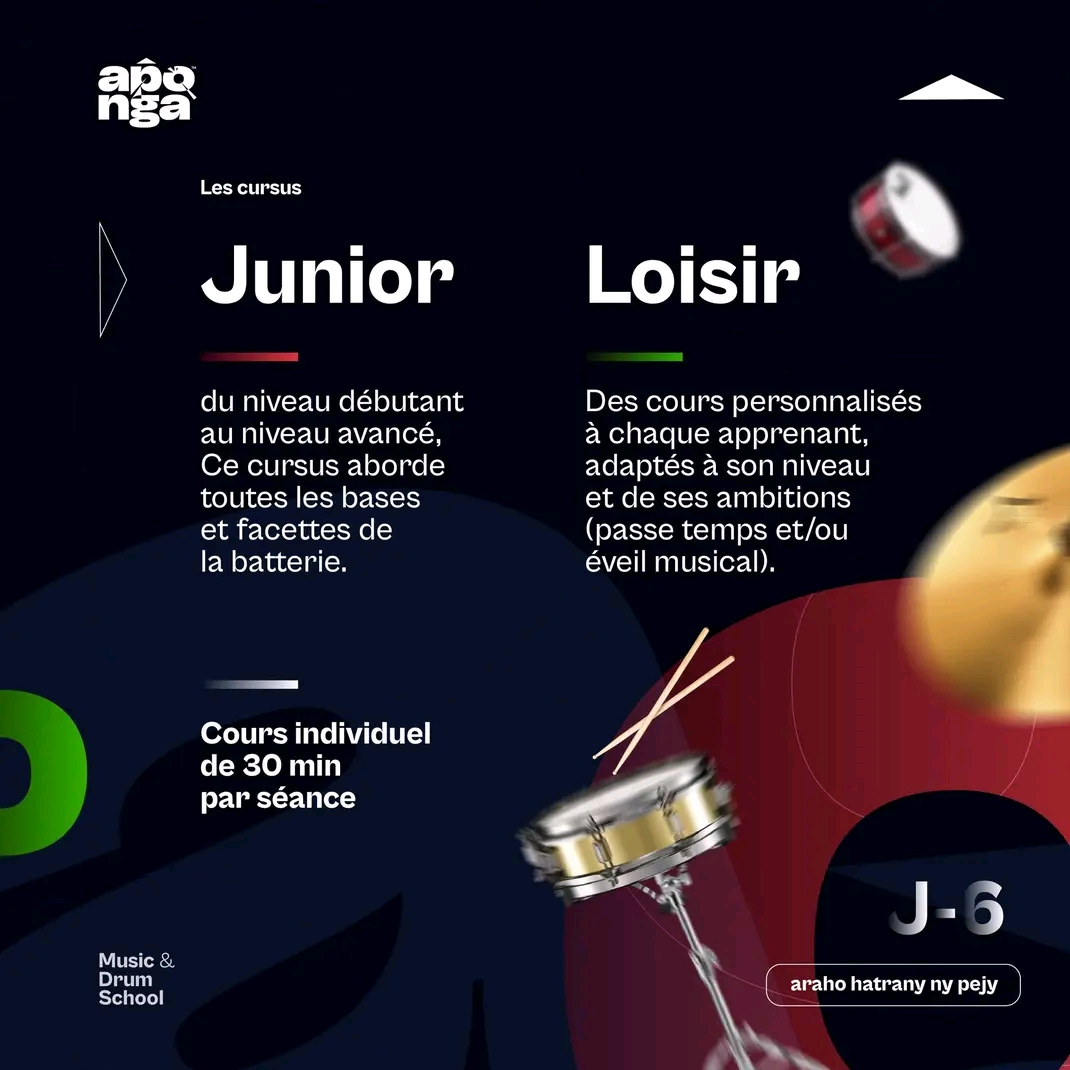 apô
nga
Les cursus
Junior
du niveau débutant
au niveau avancé,
Ce cursus aborde
toutes les bases
et facettes de
la batterie.
Loisir
Des cours personnalisés
à chaque apprenant,
adaptés à son niveau
et de ses ambitions
(passe temps et/ou
éveil musical).
Cours individuel
de 30 min
par séance
Music &
Drum
School
J-6
araho hatrany ny pejy